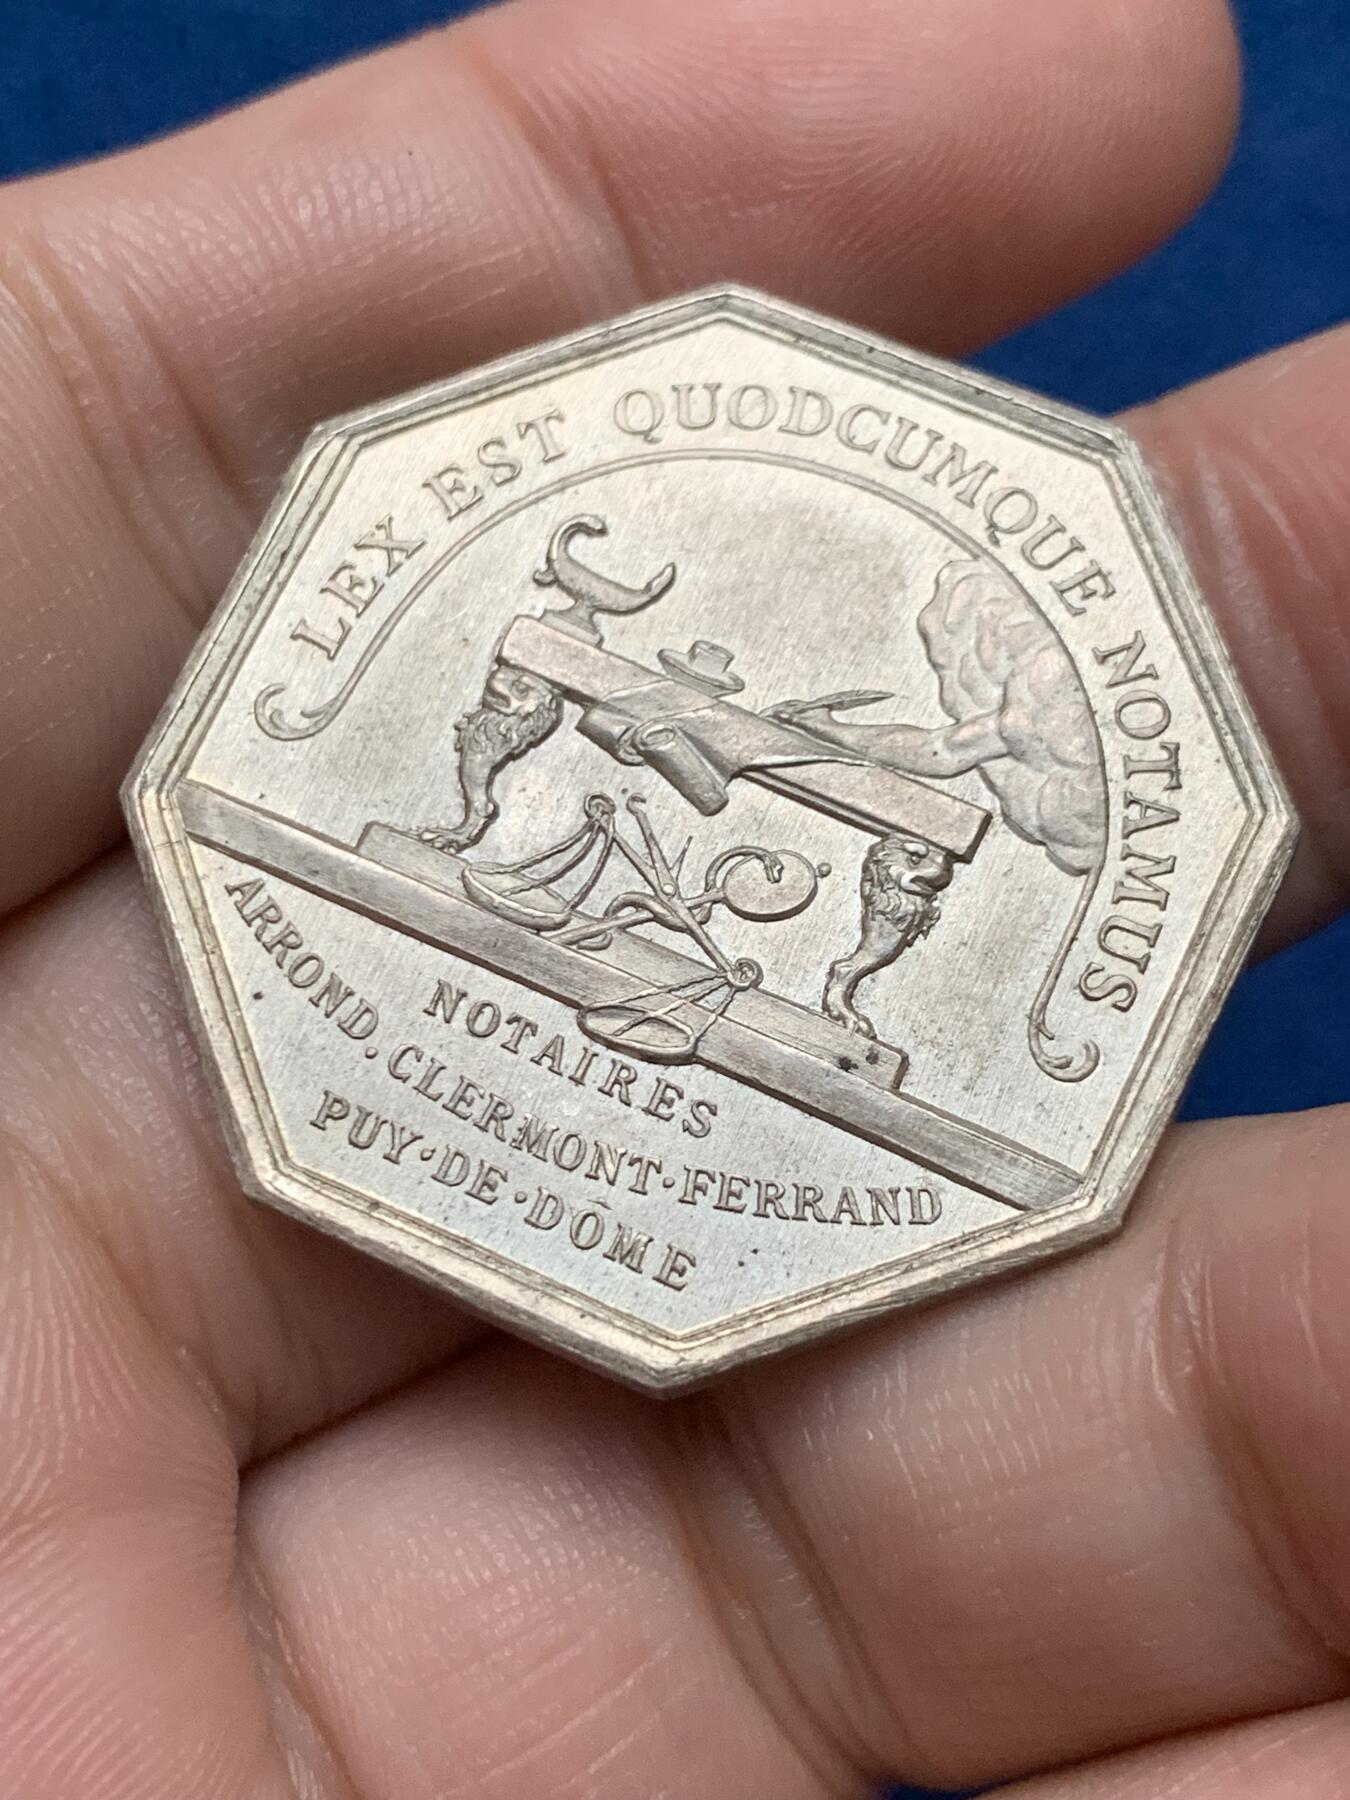 LEX EST QUODCUMQUE NOTAMUS
NOTAIRES
ARROND. CLERMONT·FERRAND
PUY·DE·DÔME